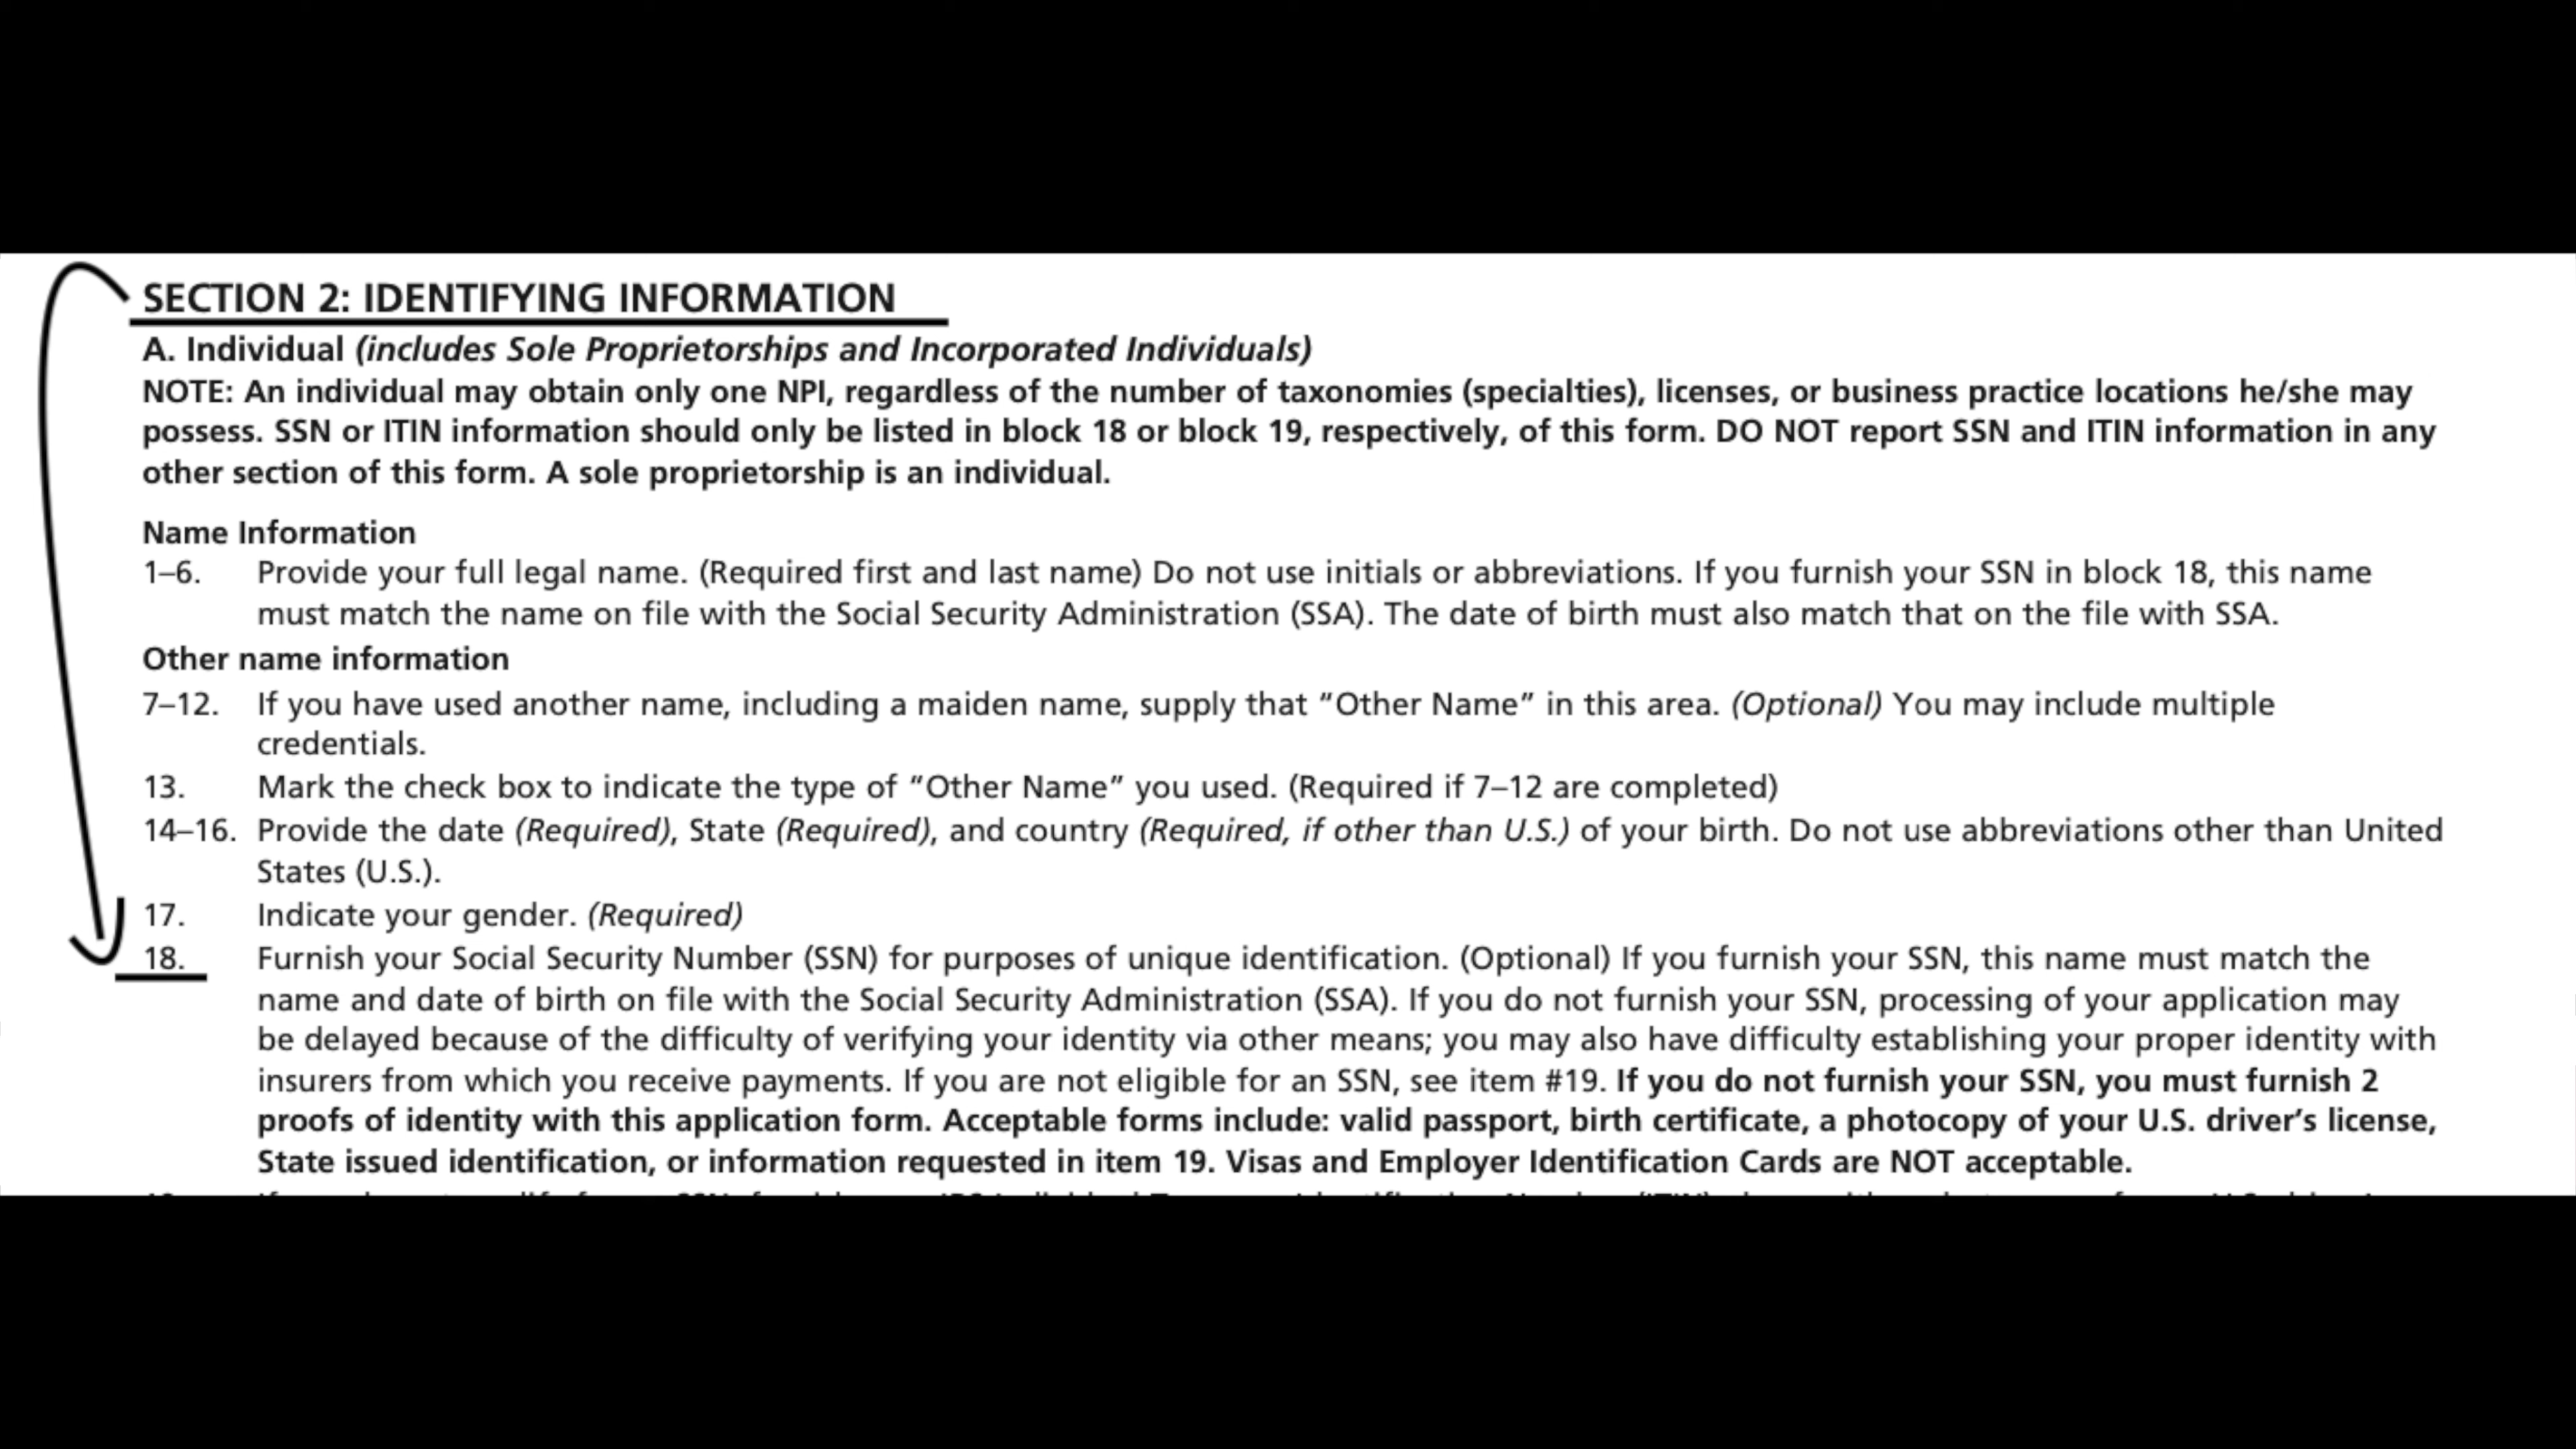 SECTION 2: IDENTIFYING INFORMATION
A. Individual (includes Sole Proprietorships and Incorporated Individuals)
NOTE: An individual may obtain only one NPI, regardless of the number of taxonomies (specialties), licenses, or business practice locations he/she may
possess. SSN or ITIN information should only be listed in block 18 or block 19, respectively, of this form. DO NOT report SSN and ITIN information in any
other section of this form. A sole proprietorship is an individual.
Name Information
1–6. Provide your full legal name. (Required first and last name) Do not use initials or abbreviations. If you furnish your SSN in block 18, this name
must match the name on file with the Social Security Administration (SSA). The date of birth must also match that on the file with SSA.
Other name information
7–12. If you have used another name, including a maiden name, supply that “Other Name” in this area. (Optional) You may include multiple
credentials.
13. Mark the check box to indicate the type of “Other Name” you used. (Required if 7–12 are completed)
14–16. Provide the date (Required), State (Required), and country (Required, if other than U.S.) of your birth. Do not use abbreviations other than United
States (U.S.).
17. Indicate your gender. (Required)
18. Furnish your Social Security Number (SSN) for purposes of unique identification. (Optional) If you furnish your SSN, this name must match the
name and date of birth on file with the Social Security Administration (SSA). If you do not furnish your SSN, processing of your application may
be delayed because of the difficulty of verifying your identity via other means; you may also have difficulty establishing your proper identity with
insurers from which you receive payments. If you are not eligible for an SSN, see item #19. If you do not furnish your SSN, you must furnish 2
proofs of identity with this application form. Acceptable forms include: valid passport, birth certificate, a photocopy of your U.S. driver’s license,
State issued identification, or information requested in item 19. Visas and Employer Identification Cards are NOT acceptable.